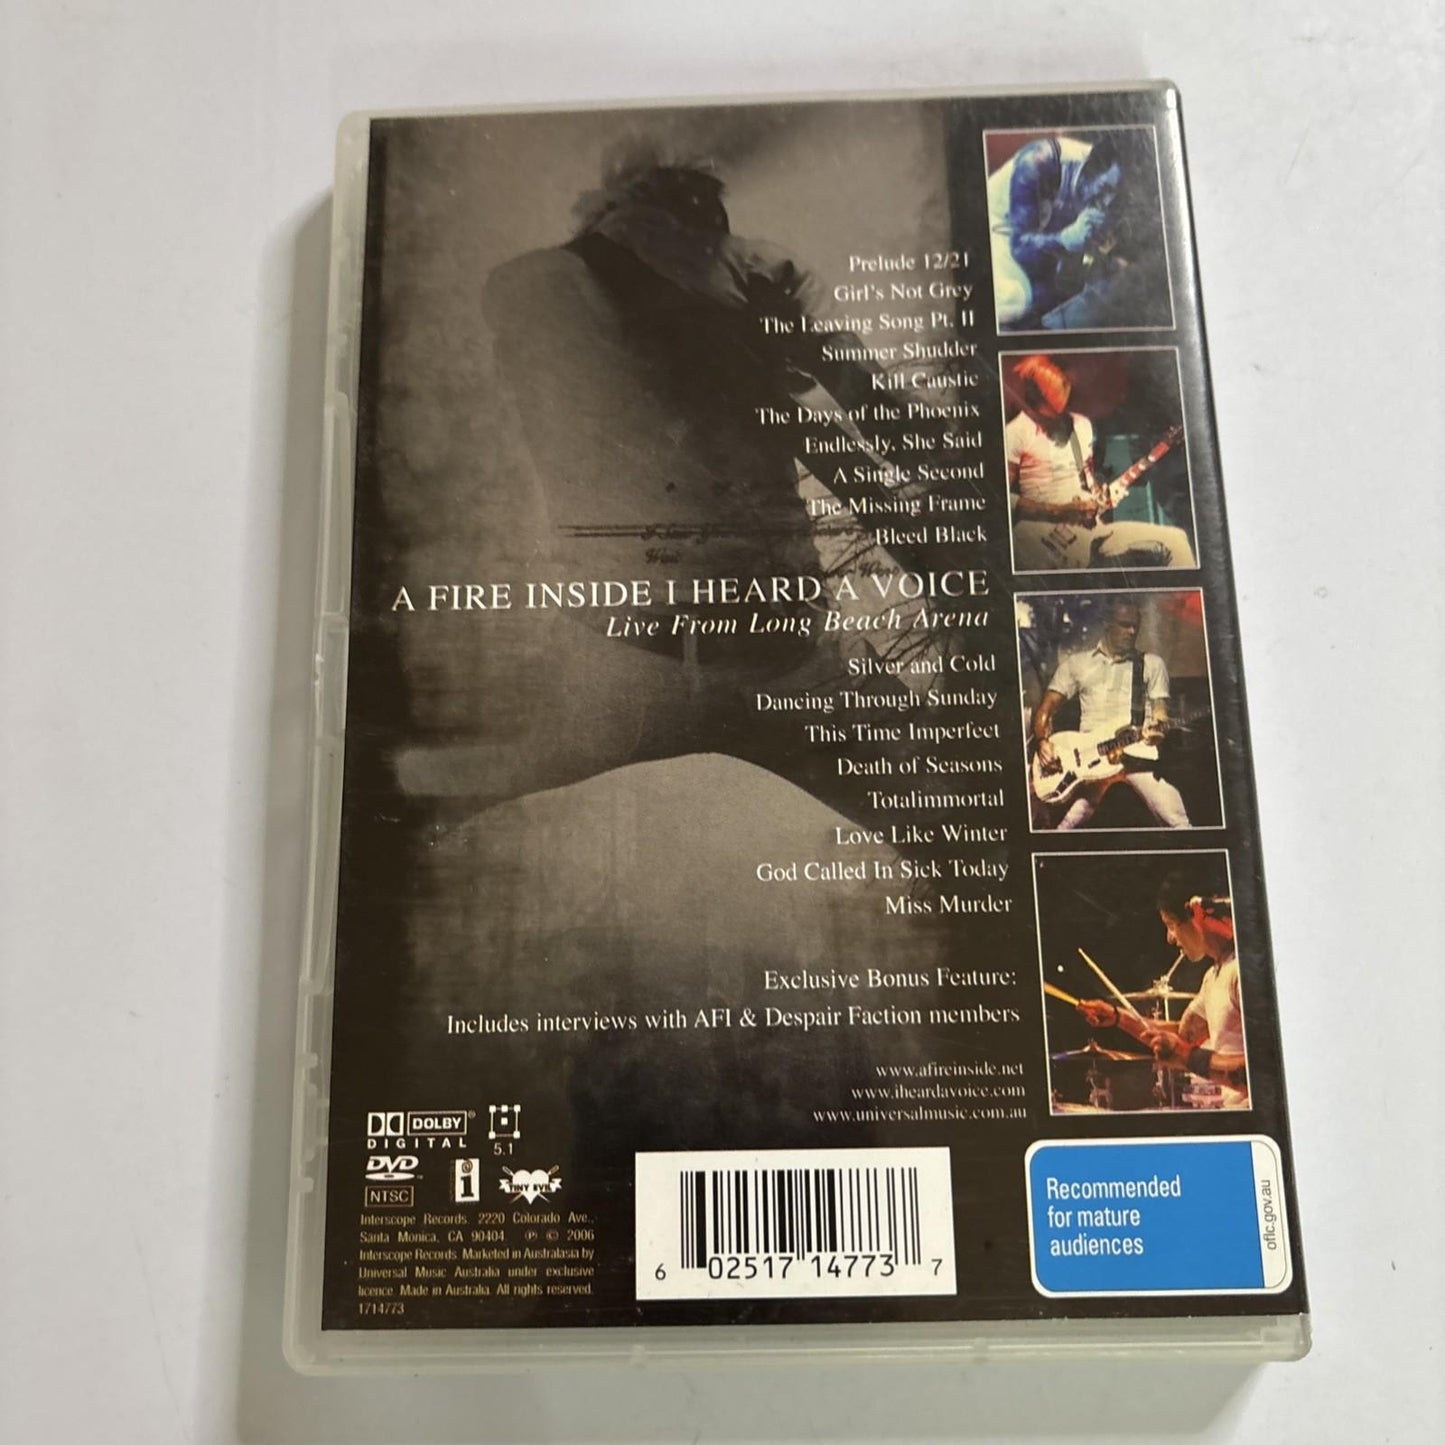 Prelude 12/21
Girl's Not Grey
The Leaving Song Pt. II
Summer Shudder
Kill Caustic
The Days of the Phoenix
Endlessly, She Said
A Single Second
The Missing Frame
Bleed Black
A FIRE INSIDE I HEARD A VOICE
Live From Long Beach Arena
Silver and Cold
Dancing Through Sunday
This Time Imperfect
Death of Seasons
Totalimmortal
Love Like Winter
God Called In Sick Today
Miss Murder
Exclusive Bonus Feature:
Includes interviews with AFI & Despair Faction members
www.afireinside.net
www.iheardavoice.com
www.universalmusic.com.au
DOLBY®
DIGITAL
5.1
DVD
NTSC
i
TINY EVIL
Interscope Records. 2220 Colorado Ave.,
Santa Monica, CA 90404. ℗ © 2006
Interscope Records. Marketed in Australasia by
Universal Music Australia under exclusive
licence. Made in Australia. All rights reserved.
1714773
6 02517 14773 7
Recommended
for mature
audiences
oflc.gov.au